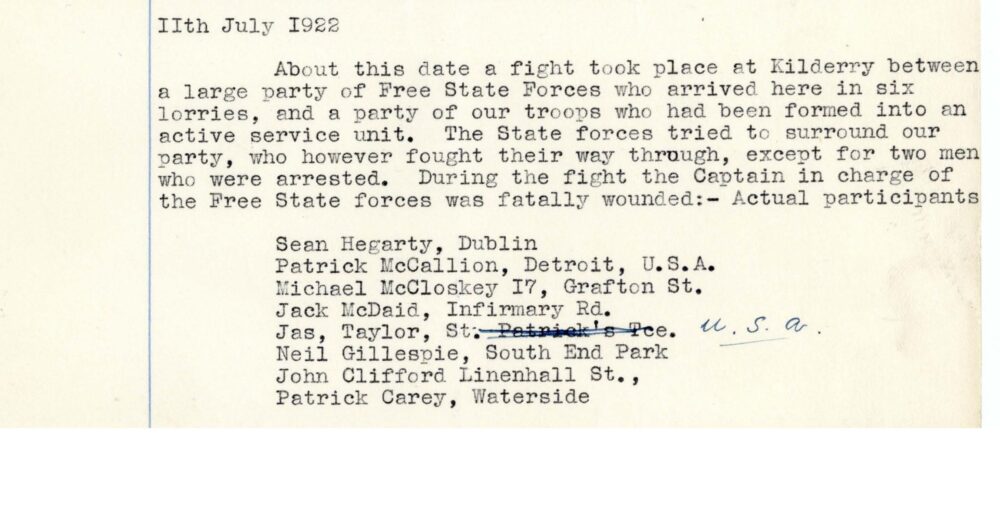 IIth July I922
About this date a fight took place at Kilderry between
a large party of Free State Forces who arrived here in six
lorries, and a party of our troops who had been formed into an
active service unit. The State forces tried to surround our
party, who however fought their way through, except for two men
who were arrested. During the fight the Captain in charge of
the Free State forces was fatally wounded:- Actual participants
Sean Hegarty, Dublin
Patrick McCallion, Detroit, U.S.A.
Michael McCloskey I7, Grafton St.
Jack McDaid, Infirmary Rd.
Jas, Taylor, St. Patrick's Tce. U.S.A.
Neil Gillespie, South End Park
John Clifford Linenhall St.,
Patrick Carey, Waterside